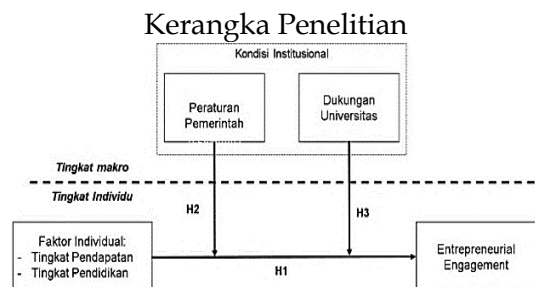 Kerangka Penelitian
Kondisi Institusional
Peraturan
Pemerintah
Dukungan
Universitas
Tingkat makro
Tingkat Individu
H2
H3
Faktor Individual:
- Tingkat Pendapatan
- Tingkat Pendidikan
H1
Entrepreneurial
Engagement